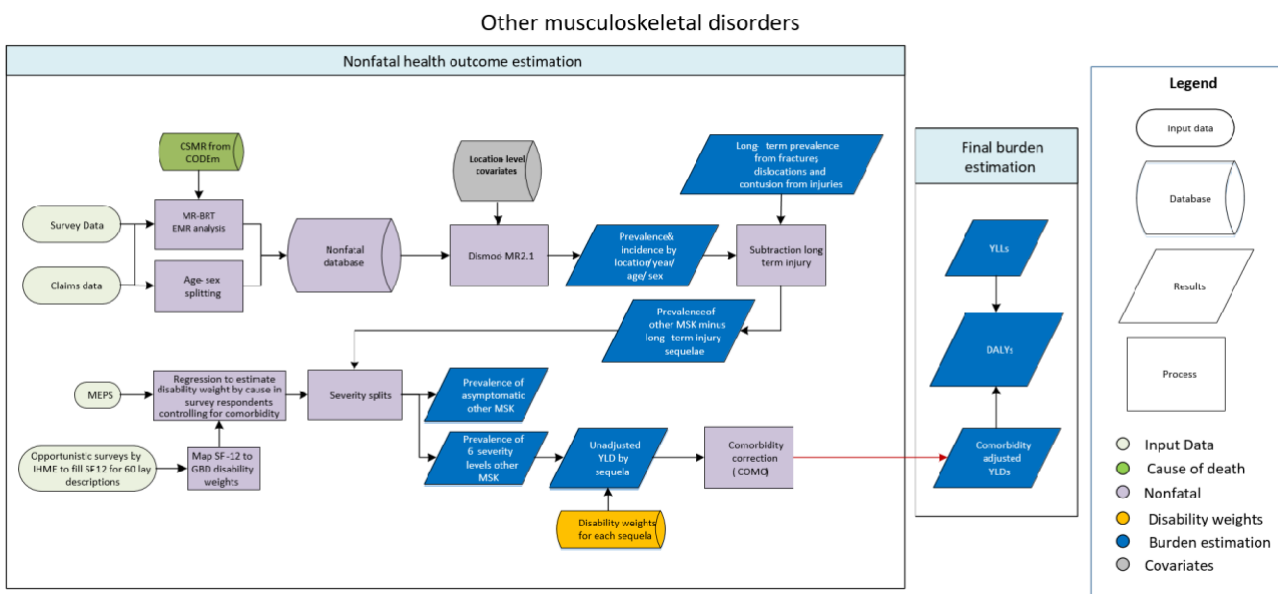 Other musculoskeletal disorders
Nonfatal health outcome estimation
CSMR from
CODEm
Location level
covariates
Long- term prevalence
from fractures,
dislocations and
contusion from injuries
Survey Data
MR-BRT
EMR analysis
Nonfatal
database
Dismod MR2.1
Prevalence&
incidence by
location/year/
age/ sex
Subtraction long
term injury
Claims data
Age- sex
splitting
Prevalence of
other MSK minus
long- term injury
sequelae
MEPS
Regression to estimate
disability weight by cause in
survey respondents
controlling for comorbidity
Severity splits
Prevalence of
asymptomatic
other MSK
Opportunistic surveys by
IHME to fill SF12 for 60 lay
descriptions
Map SF-12 to
GBD disability
weights
Prevalence of
6 severity
levels other
MSK
Unadjusted
YLD by
sequela
Comorbidity
correction
(COMO)
Disability weights
for each sequela
Final burden
estimation
YLLs
DALYs
Comorbidity
adjusted
YLDs
Legend
Input data
Database
Results
Process
Input Data
Cause of death
Nonfatal
Disability weights
Burden estimation
Covariates